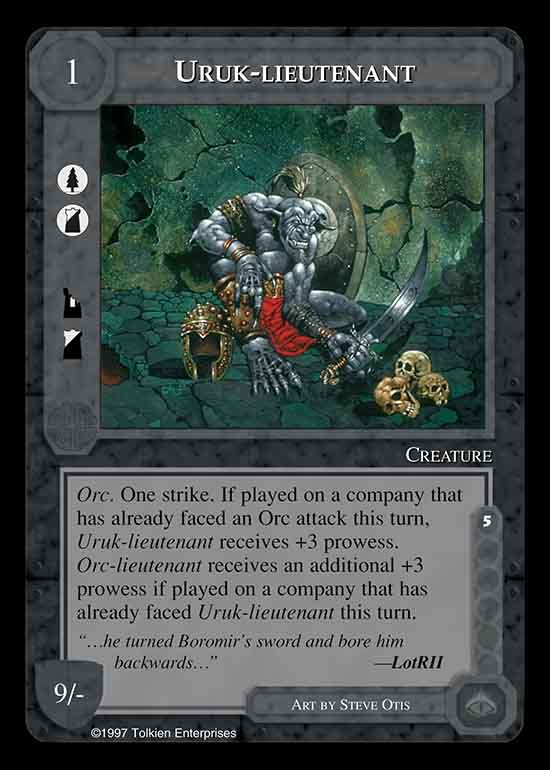 1
URUK-LIEUTENANT
CREATURE
Orc. One strike. If played on a company that
has already faced an Orc attack this turn,
Uruk-lieutenant receives +3 prowess.
Orc-lieutenant receives an additional +3
prowess if played on a company that has
already faced Uruk-lieutenant this turn.
5
“…he turned Boromir’s sword and bore him
backwards…” —LotRII
9/-
ART BY STEVE OTIS
©1997 Tolkien Enterprises